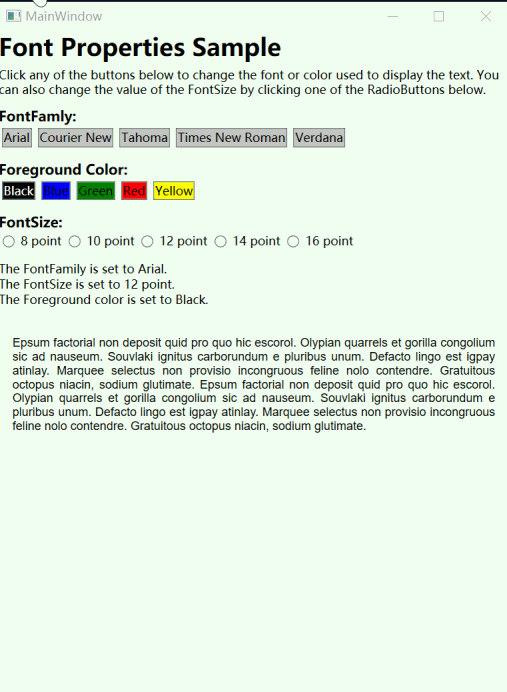 MainWindow
Font Properties Sample
Click any of the buttons below to change the font or color used to display the text. You
can also change the value of the FontSize by clicking one of the RadioButtons below.
FontFamly:
Arial Courier New Tahoma Times New Roman Verdana
Foreground Color:
Black Blue Green Red Yellow
FontSize:
8 point 10 point 12 point 14 point 16 point
The FontFamily is set to Arial.
The FontSize is set to 12 point.
The Foreground color is set to Black.
Epsum factorial non deposit quid pro quo hic escorol. Olypian quarrels et gorilla congolium
sic ad nauseum. Souvlaki ignitus carborundum e pluribus unum. Defacto lingo est igpay
atinlay. Marquee selectus non provisio incongruous feline nolo contendre. Gratuitous
octopus niacin, sodium glutimate. Epsum factorial non deposit quid pro quo hic escorol.
Olypian quarrels et gorilla congolium sic ad nauseum. Souvlaki ignitus carborundum e
pluribus unum. Defacto lingo est igpay atinlay. Marquee selectus non provisio incongruous
feline nolo contendre. Gratuitous octopus niacin, sodium glutimate.